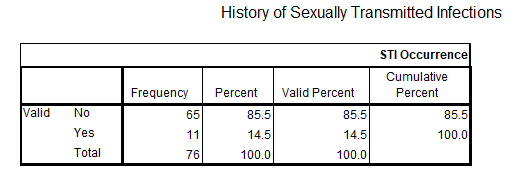 History of Sexually Transmitted Infections
STI Occurrence
Frequency Percent Valid Percent Cumulative Percent
Valid No 65 85.5 85.5 85.5
Yes 11 14.5 14.5 100.0
Total 76 100.0 100.0